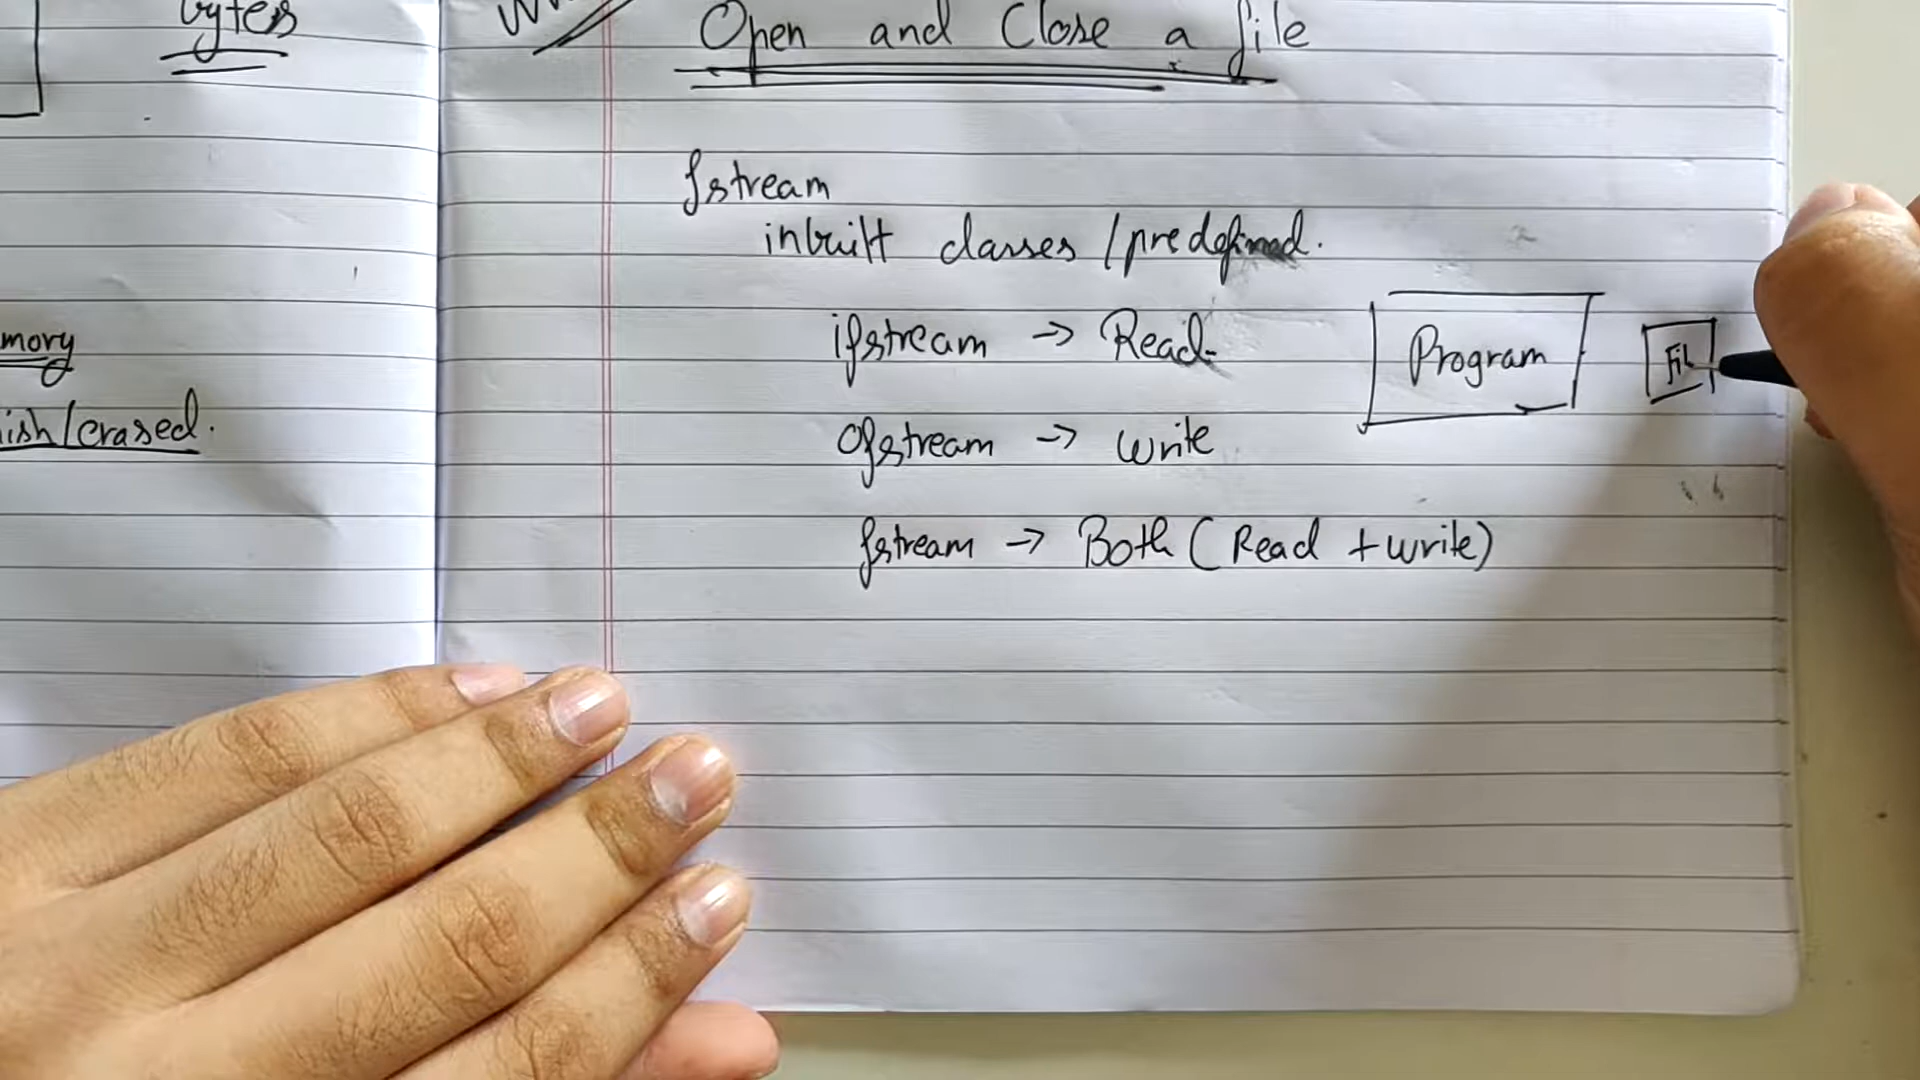 bytes
mory
ish/erased.
Open and Close a file
fstream
inbuilt classes / predefined.
ifstream → Read
Program
Ofstream → write
fstream → Both (Read + write)